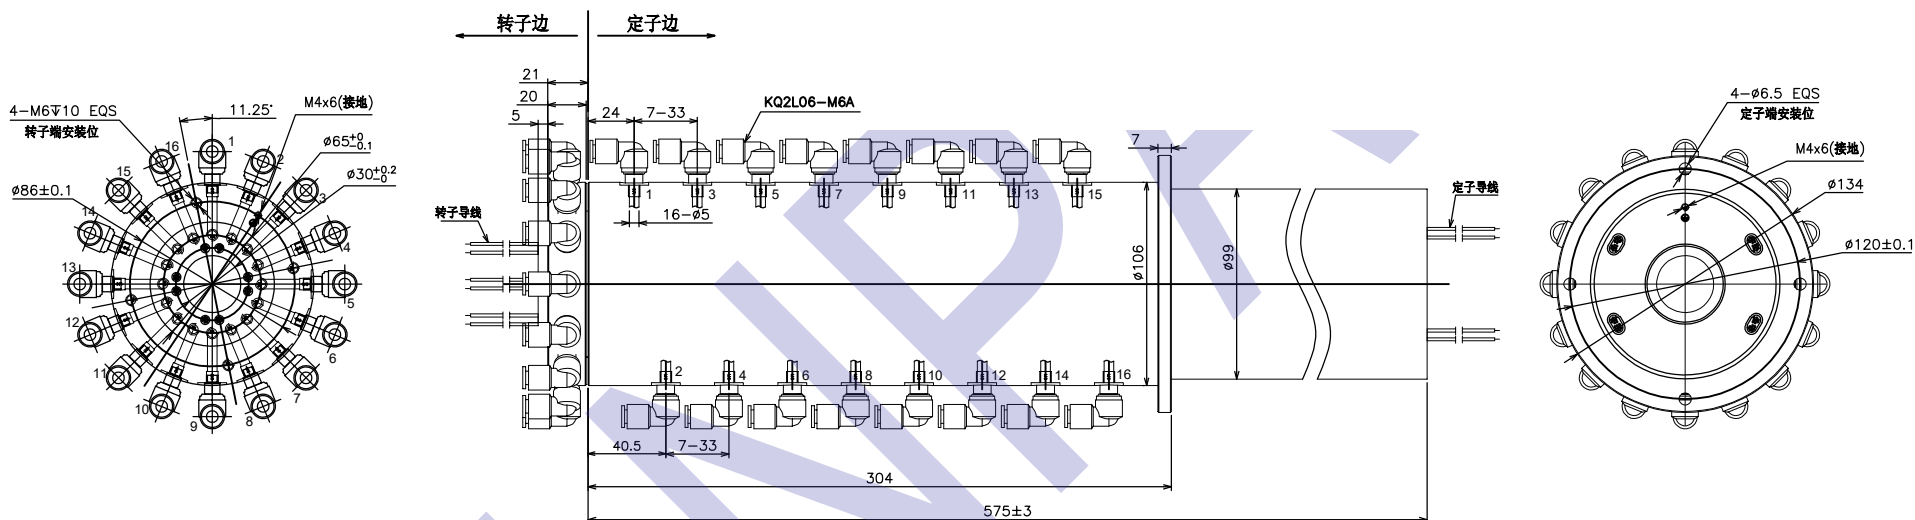 转子边
定子边
21
20
5
24
7-33
KQ2L06-M6A
7
4-M6↧10 EQS
转子端安装位
11.25°
M4x6(接地)
ø65+0-0.1
ø30+0.2-0
ø86±0.1
1
2
3
4
5
6
7
8
9
10
11
12
13
14
15
16
转子导线
1
3
5
7
9
11
13
15
16-ø5
ø106
ø99
定子导线
2
4
6
8
10
12
14
16
40.5
7-33
304
575±3
4-ø6.5 EQS
定子端安装位
M4x6(接地)
ø134
ø120±0.1